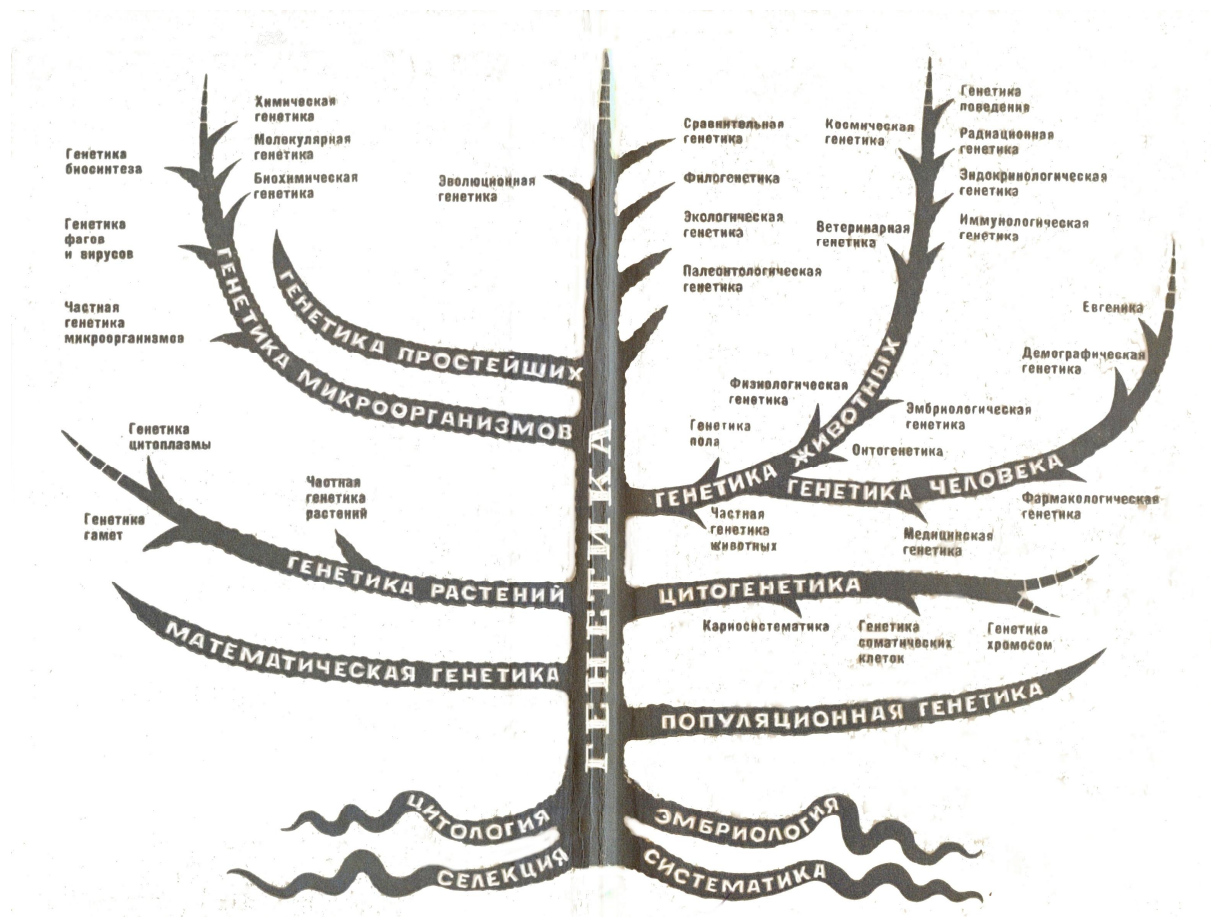 Химическая
генетика
Молекулярная
генетика
Биохимическая
генетика
Генетика
биосинтеза
Генетика
фагов
и вирусов
Частная
генетика
микроорганизмов
ГЕНЕТИКА МИКРООРГАНИЗМОВ
ГЕНЕТИКА ПРОСТЕЙШИХ
Эволюционная
генетика
Сравнительная
генетика
Филогенетика
Экологическая
генетика
Палеонтологическая
генетика
Космическая
генетика
Генетика
поведения
Радиационная
генетика
Эндокринологическая
генетика
Иммунологическая
генетика
Ветеринарная
генетика
Физиологическая
генетика
Генетика
пола
Эмбриологическая
генетика
Онтогенетика
Частная
генетика
животных
ГЕНЕТИКА ЖИВОТНЫХ
Евгеника
Демографическая
генетика
ГЕНЕТИКА ЧЕЛОВЕКА
Фармакологическая
генетика
Медицинская
генетика
Генетика
цитоплазмы
Генетика
гамет
Частная
генетика
растений
ГЕНЕТИКА РАСТЕНИЙ
ЦИТОГЕНЕТИКА
Кариосистематика
Генетика
соматических
клеток
Генетика
хромосом
МАТЕМАТИЧЕСКАЯ ГЕНЕТИКА
ПОПУЛЯЦИОННАЯ ГЕНЕТИКА
ГЕНЕТИКА
ЦИТОЛОГИЯ
ЭМБРИОЛОГИЯ
СЕЛЕКЦИЯ
СИСТЕМАТИКА